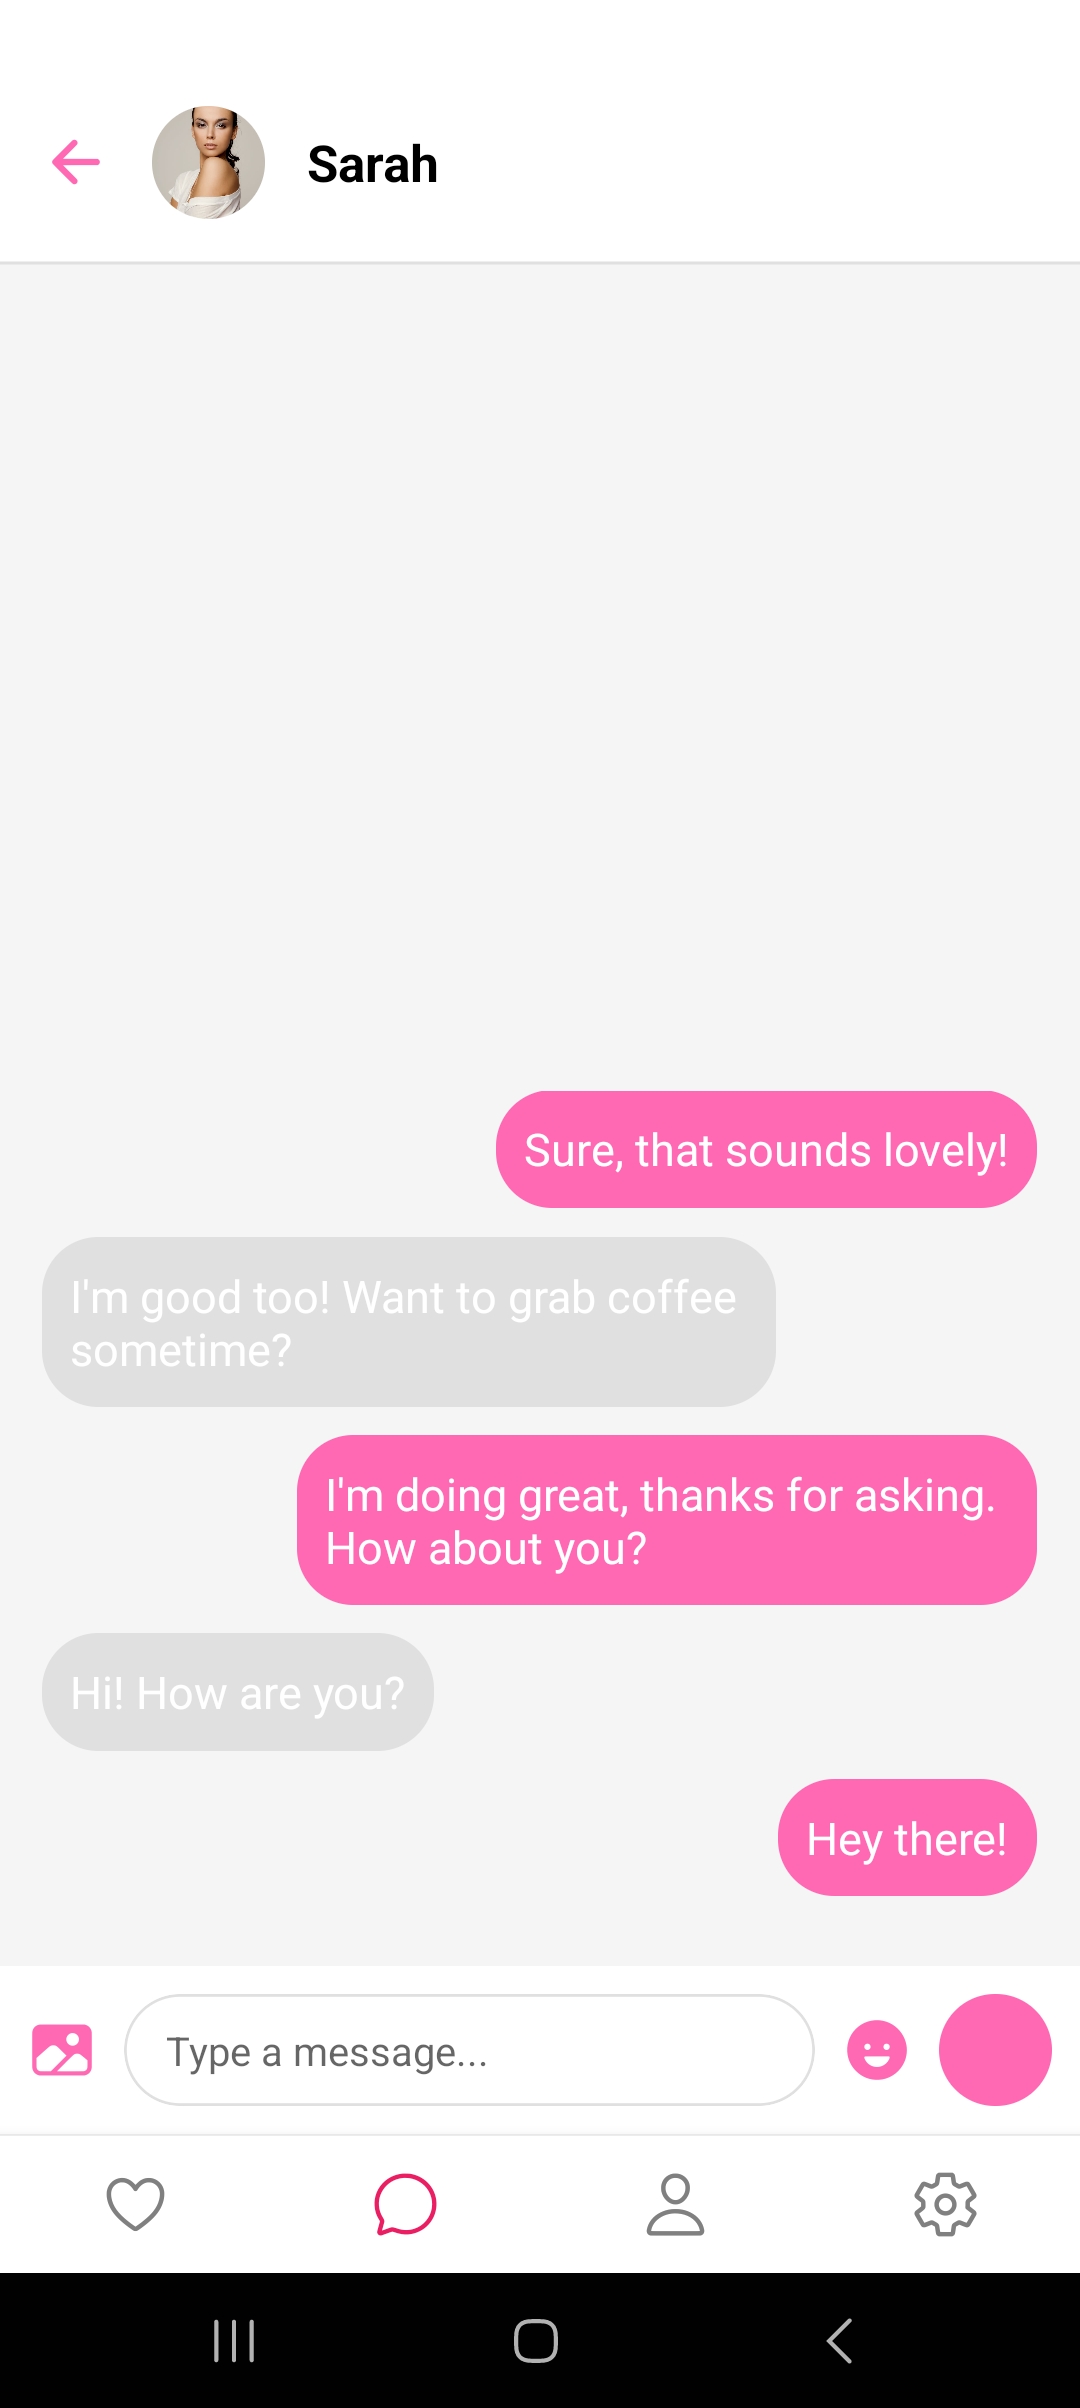 Sarah
Sure, that sounds lovely!
I'm good too! Want to grab coffee
sometime?
I'm doing great, thanks for asking.
How about you?
Hi! How are you?
Hey there!
Type a message...